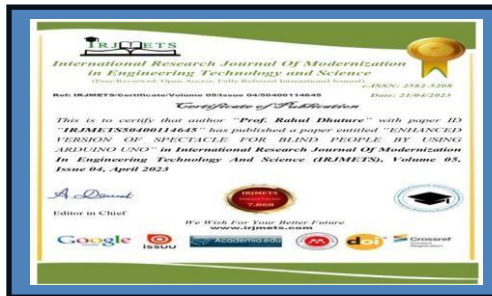 IRJMETS
International Research Journal Of Modernization
in Engineering Technology and Science
(Peer-Reviewed, Open Access, Fully Refereed International Journal)
e-ISSN: 2582-5208
Ref: IRJMETS/Certificate/Volume 05/Issue 04/50400114645
Date: 21/04/2023
Certificate of Publication
This is to certify that author "Prof. Rahul Dhuture" with paper ID
"IRJMETS50400114645" has published a paper entitled "ENHANCED
VERSION OF SPECTACLE FOR BLIND PEOPLE BY USING
ARDUINO UNO" in International Research Journal Of Modernization
In Engineering Technology And Science (IRJMETS), Volume 05,
Issue 04, April 2023
A. Daund
Editor in Chief
IRJMETS
Impact Factor
7.868
We Wish For Your Better Future
www.irjmets.com
Google
issuu
Academia.edu
doi
Crossref